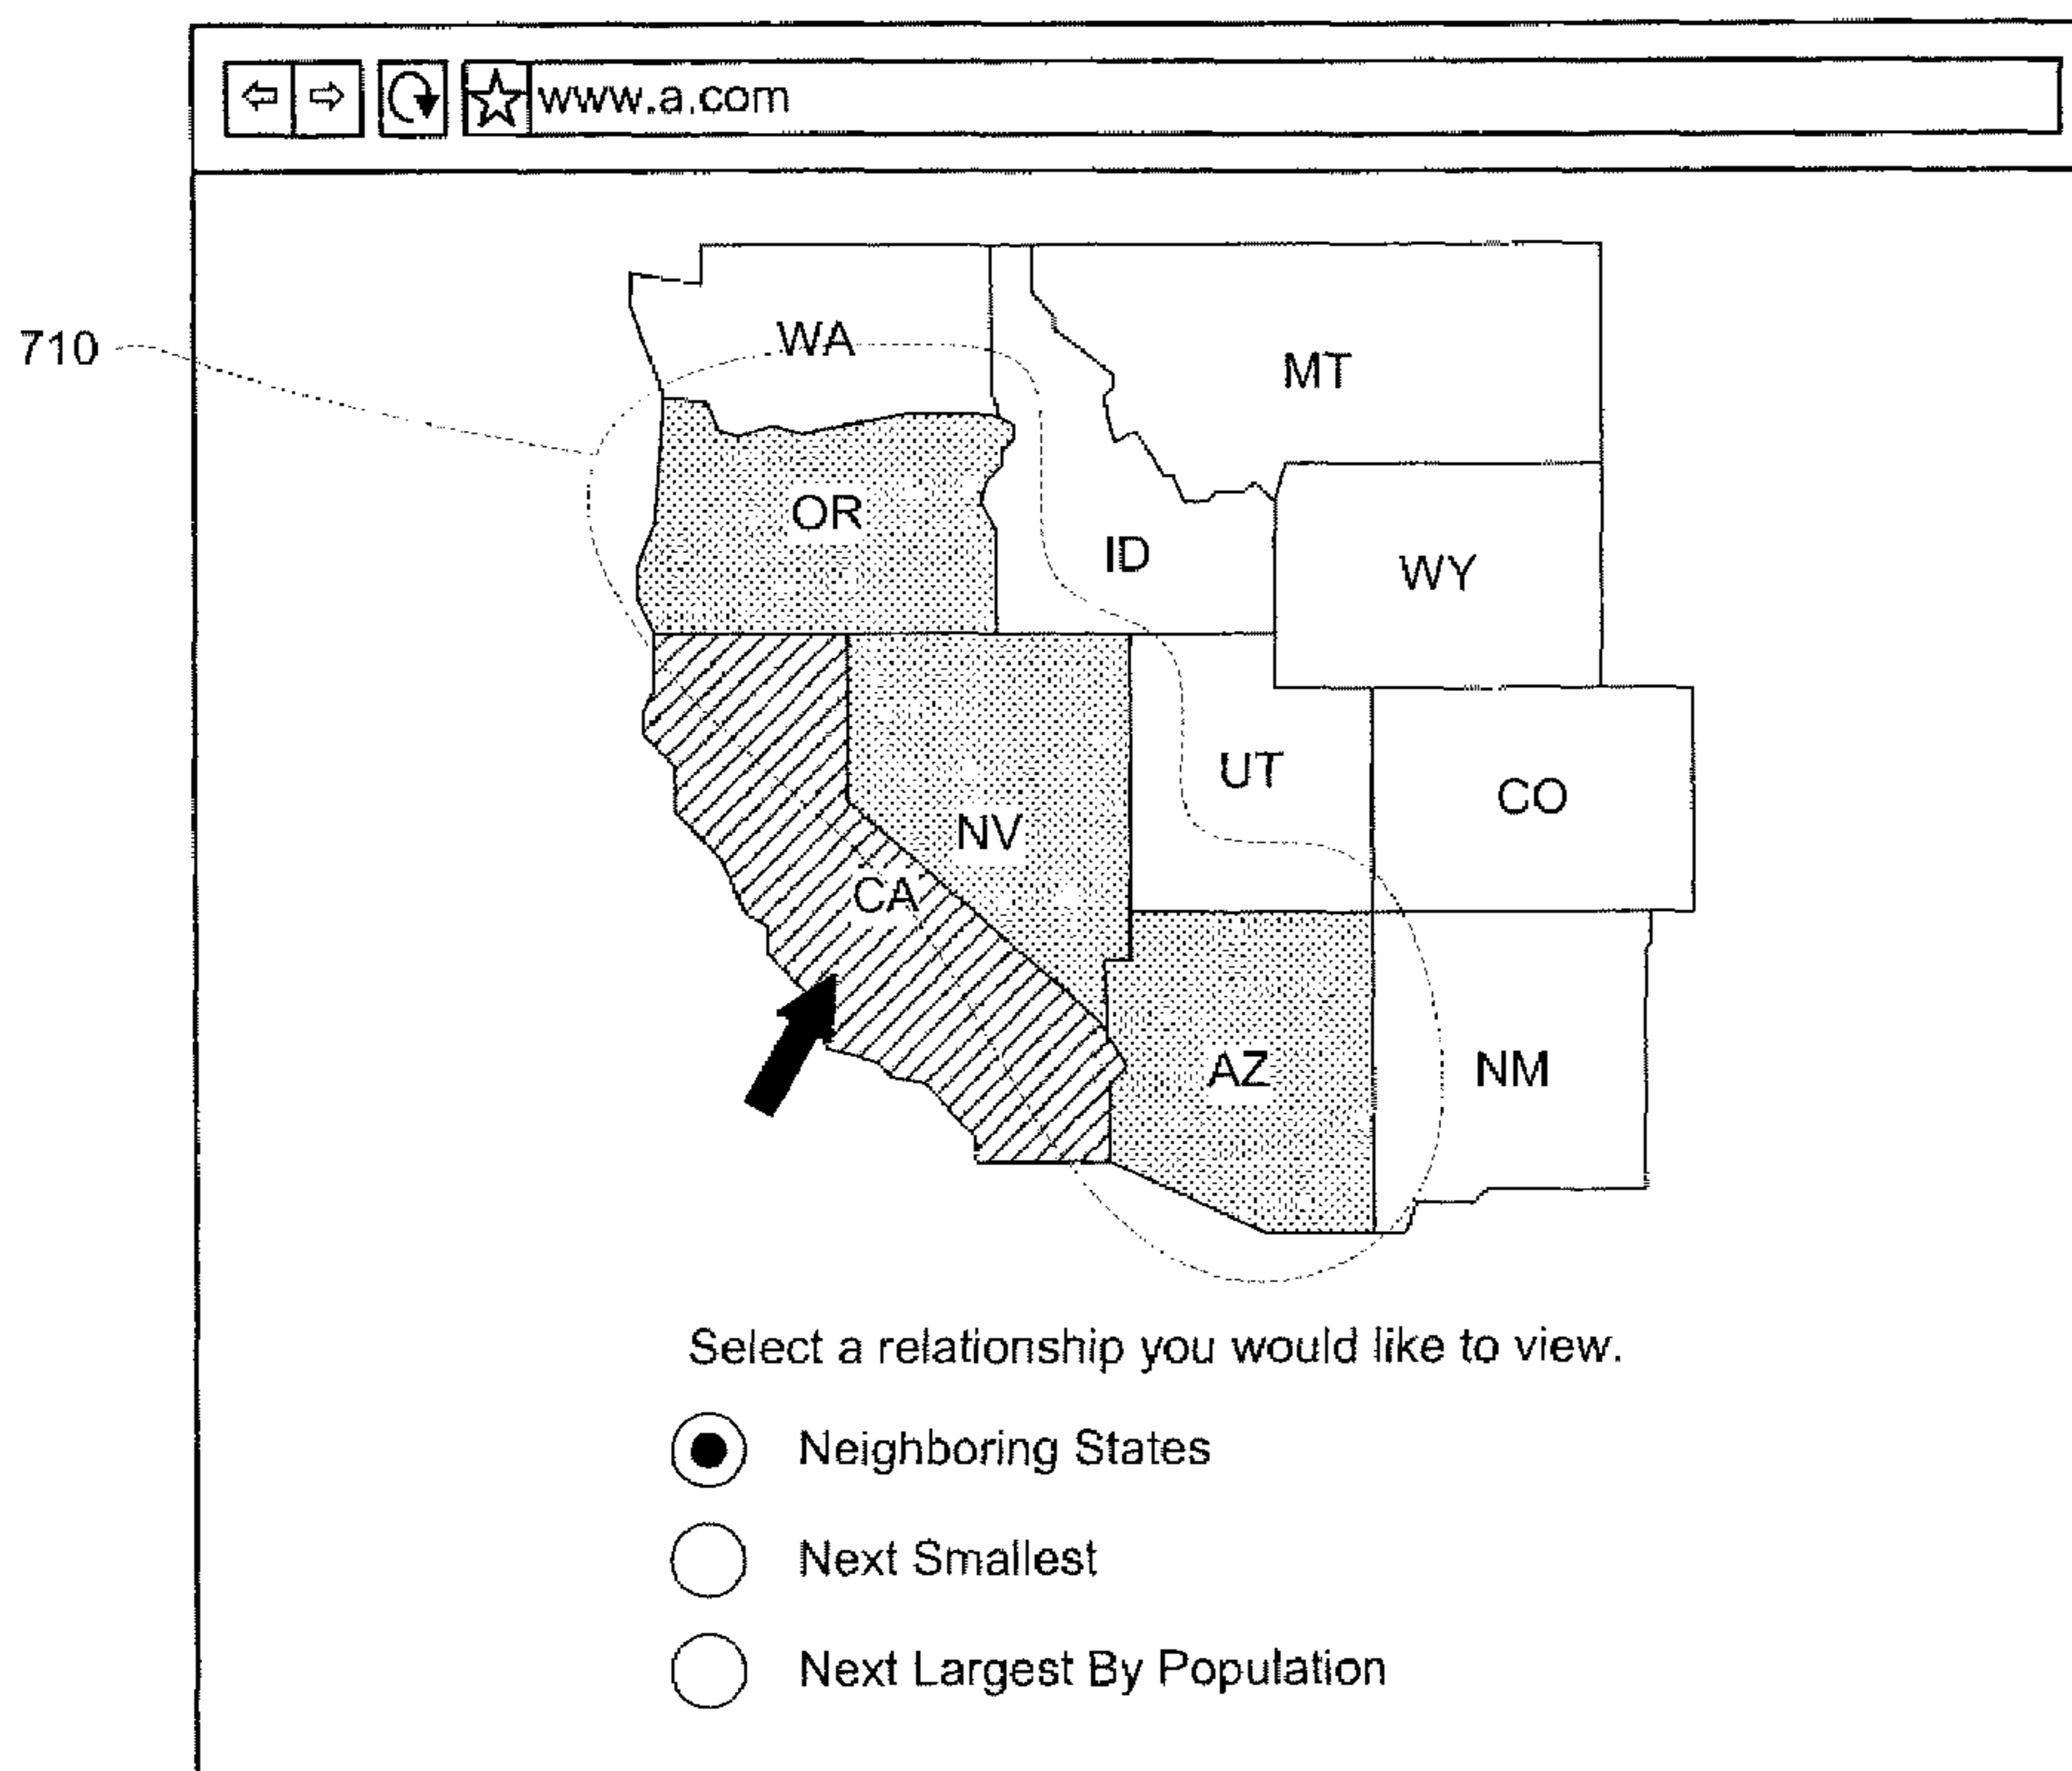 www.a.com
710
WA
MT
OR
ID
WY
UT
CO
NV
CA
AZ
NM
Select a relationship you would like to view.
Neighboring States
Next Smallest
Next Largest By Population